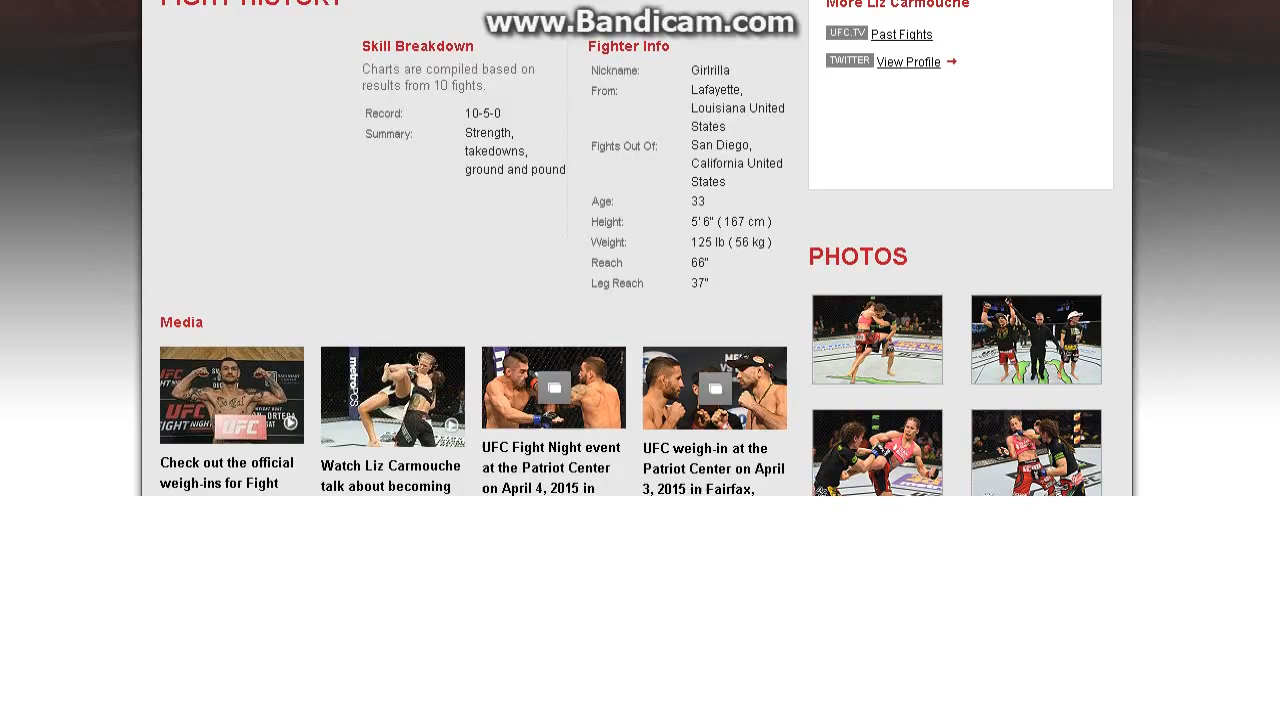 FIGHT HISTORY
www.Bandicam.com
Skill Breakdown
Charts are compiled based on
results from 10 fights.
Record: 10-5-0
Summary: Strength,
takedowns,
ground and pound
Fighter Info
Nickname: Girlrilla
From: Lafayette,
Louisiana United
States
Fights Out Of: San Diego,
California United
States
Age: 33
Height: 5' 6" ( 167 cm )
Weight: 125 lb ( 56 kg )
Reach 66"
Leg Reach 37"
More Liz Carmouche
UFC.TV Past Fights
TWITTER View Profile
PHOTOS
Media
UFC
UFC
FIGHT NIGHT
metroPCS
Check out the official
weigh-ins for Fight
Watch Liz Carmouche
talk about becoming
UFC Fight Night event
at the Patriot Center
on April 4, 2015 in
UFC weigh-in at the
Patriot Center on April
3, 2015 in Fairfax,